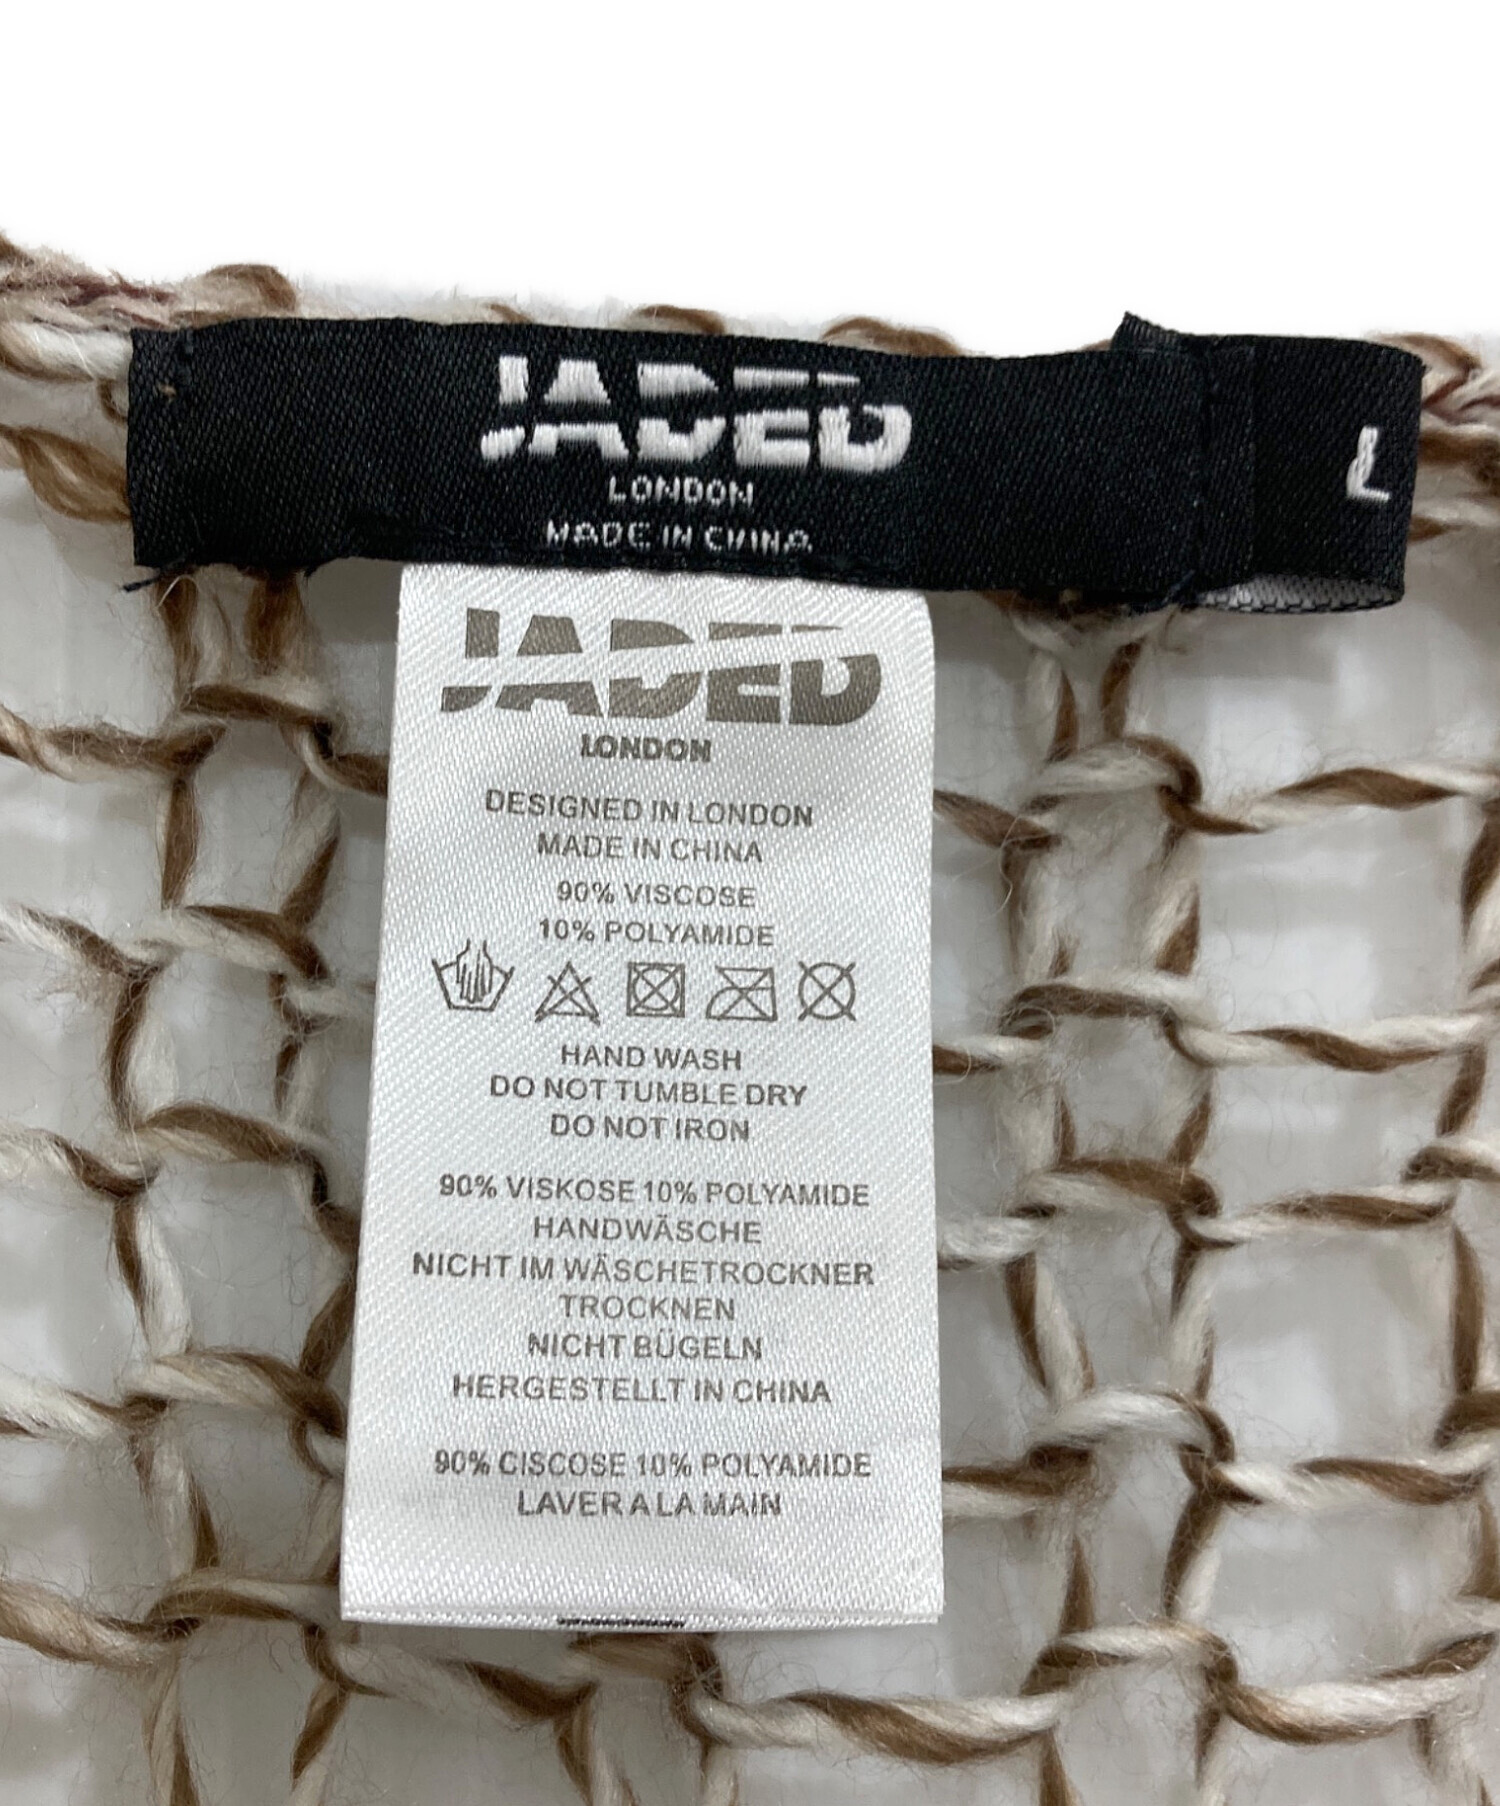 JADED
LONDON
MADE IN CHINA
L
JADED
LONDON
DESIGNED IN LONDON
MADE IN CHINA
90% VISCOSE
10% POLYAMIDE
HAND WASH
DO NOT TUMBLE DRY
DO NOT IRON
90% VISKOSE 10% POLYAMIDE
HANDWÄSCHE
NICHT IM WÄSCHETROCKNER
TROCKNEN
NICHT BÜGELN
HERGESTELLT IN CHINA
90% CISCOSE 10% POLYAMIDE
LAVER A LA MAIN